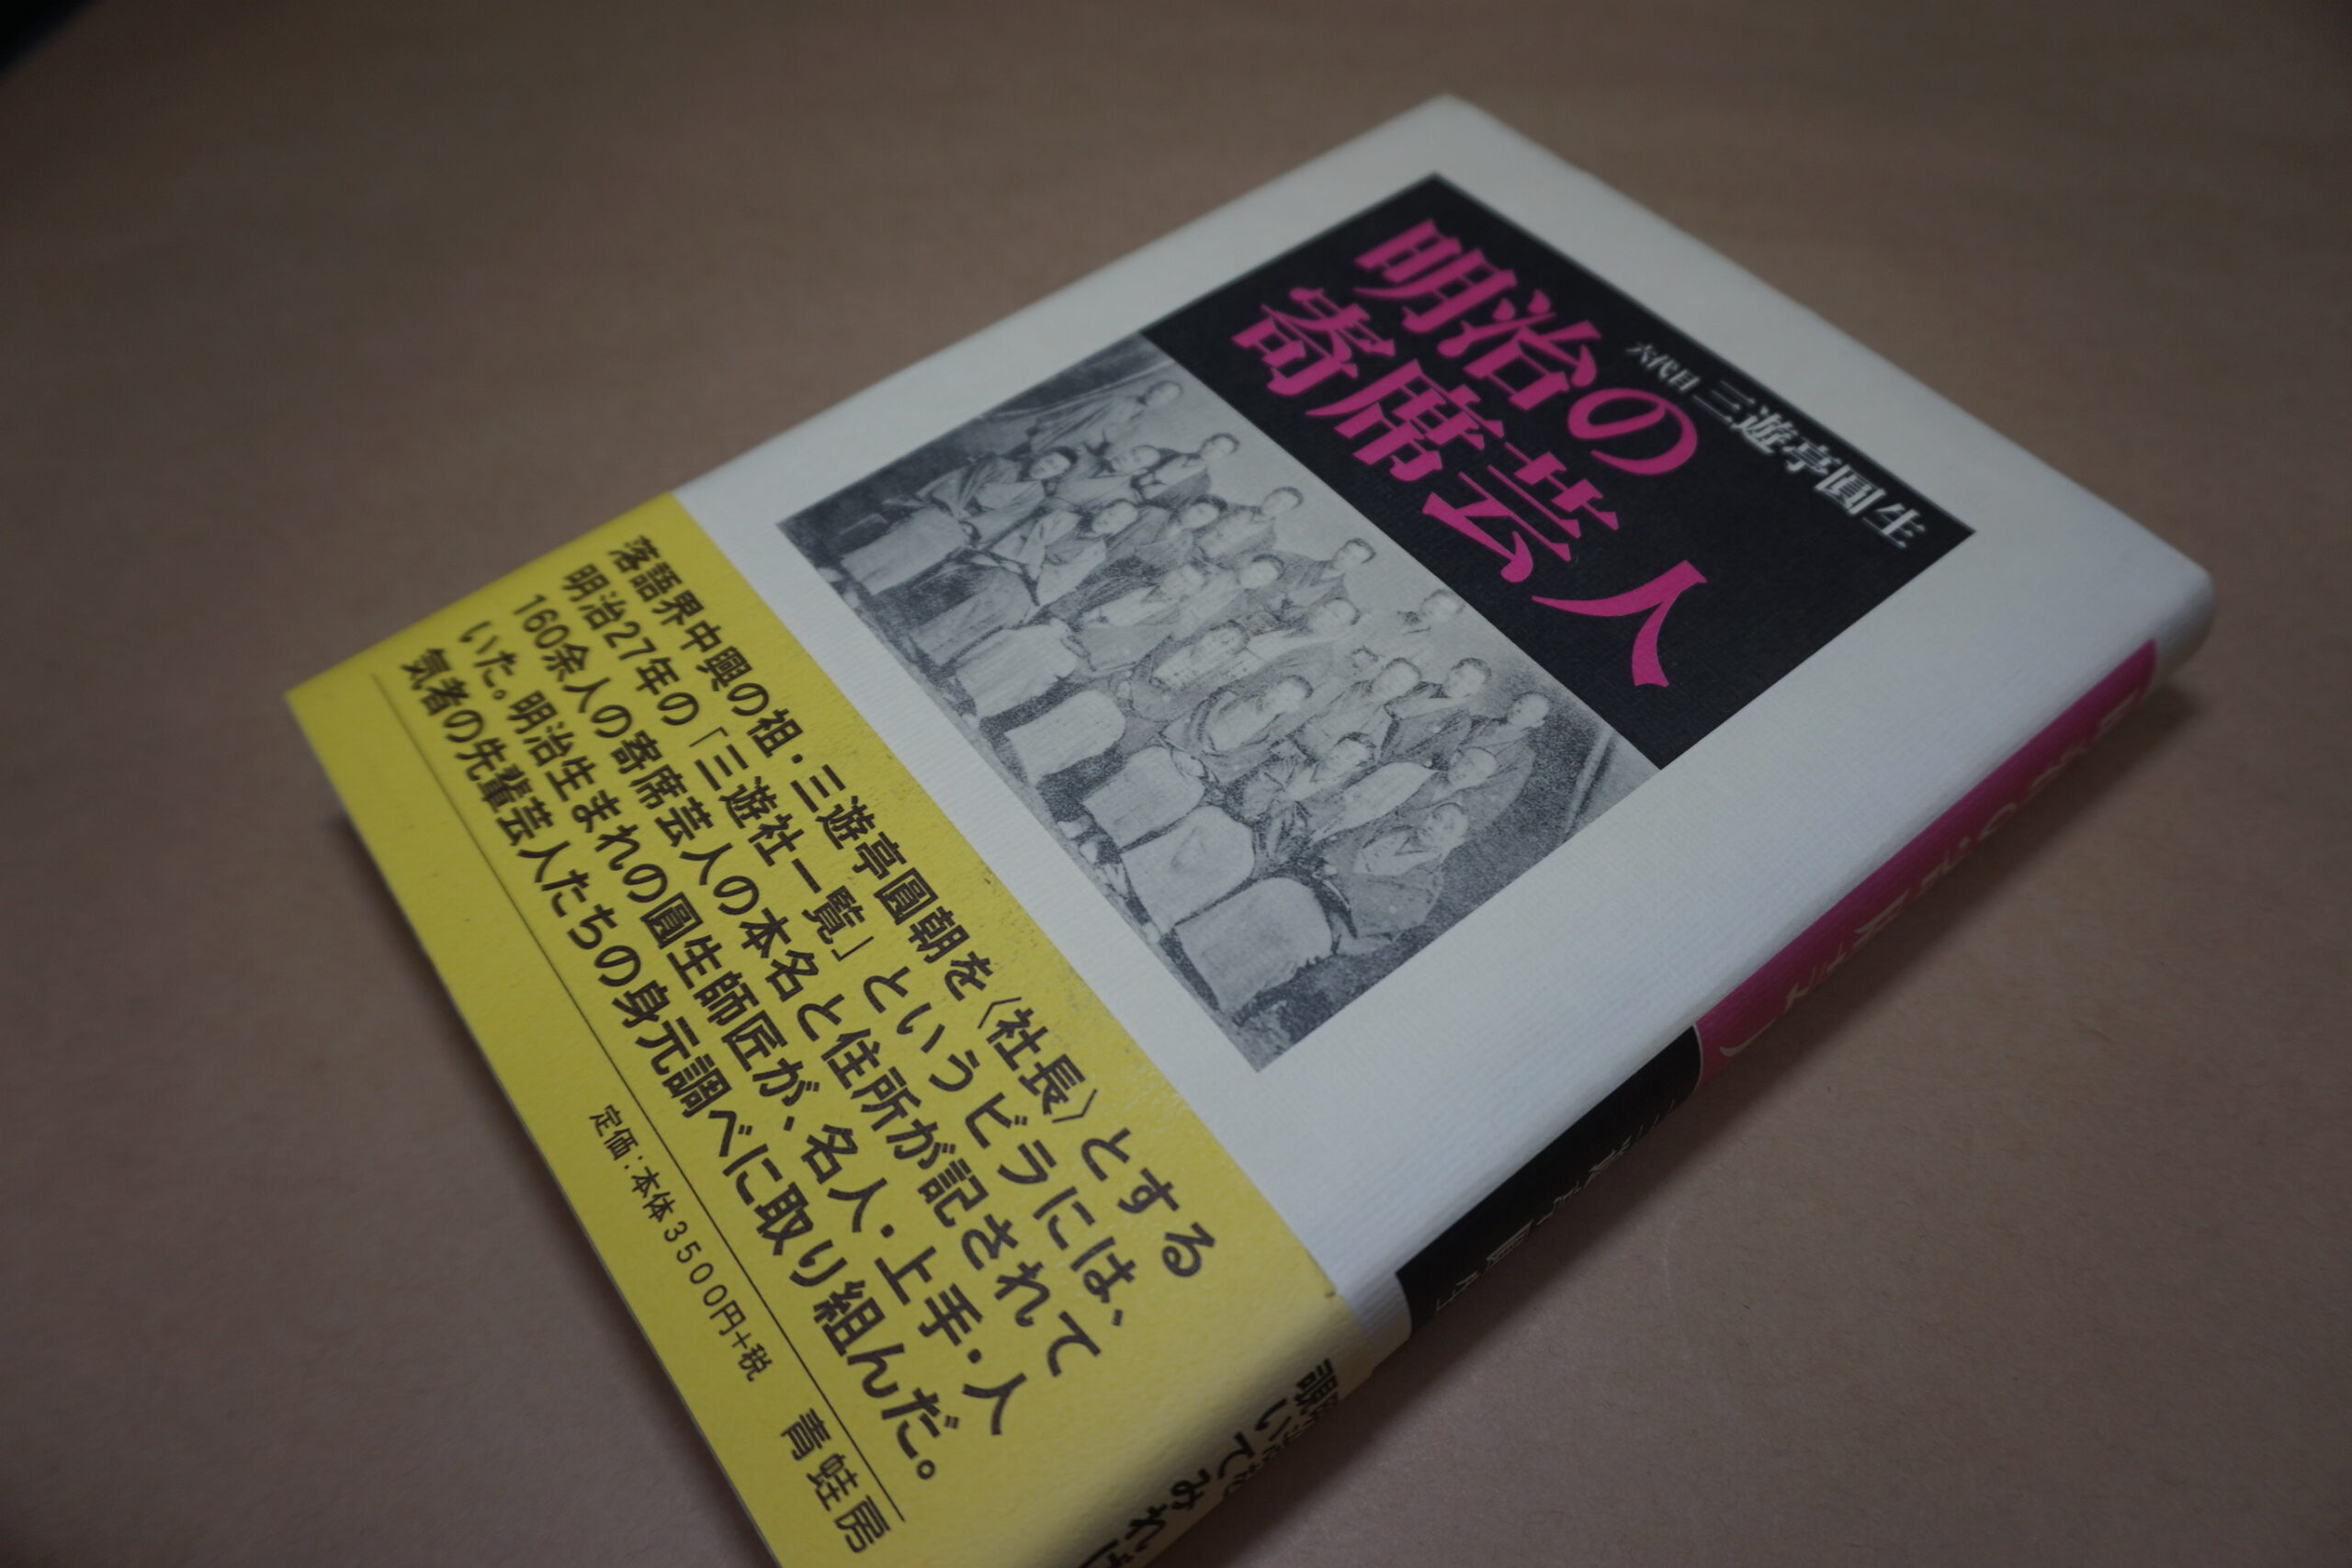 六代目 三遊亭圓生
明治の
寄席芸人
落語界中興の祖・三遊亭圓朝を〈社長〉とする
明治27年の「三遊社一覧」というビラには、
160余人の寄席芸人の本名と住所が記されて
いた。明治生まれの圓生師匠が、名人・上手・人
気者の先輩芸人たちの身元調べに取り組んだ。
定価：本体3500円+税
青蛙房
いてみれば